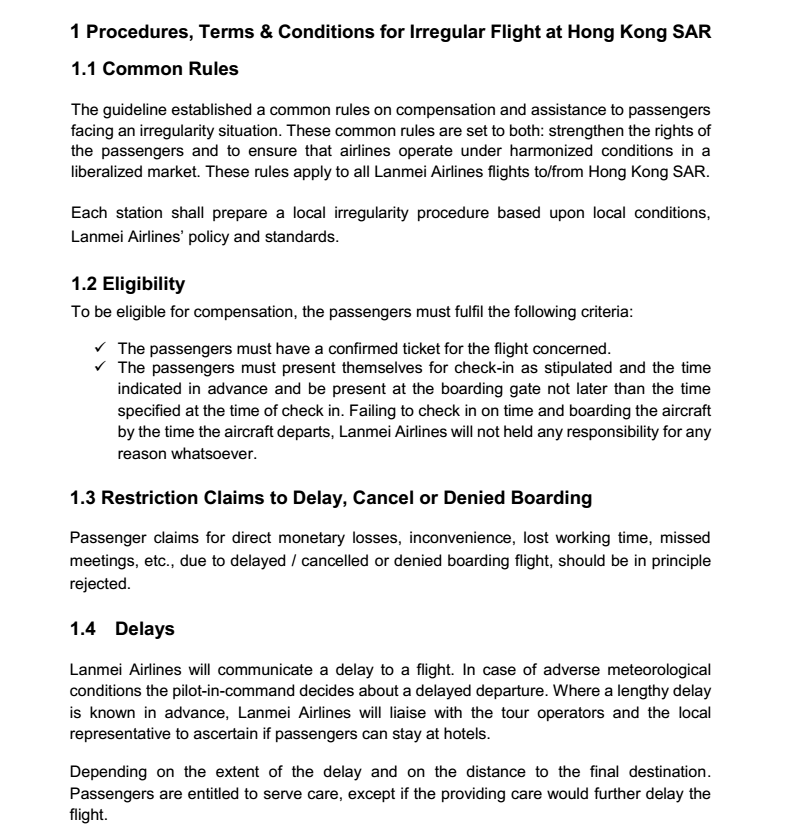 1 Procedures, Terms & Conditions for Irregular Flight at Hong Kong SAR
1.1 Common Rules
The guideline established a common rules on compensation and assistance to passengers
facing an irregularity situation. These common rules are set to both: strengthen the rights of
the passengers and to ensure that airlines operate under harmonized conditions in a
liberalized market. These rules apply to all Lanmei Airlines flights to/from Hong Kong SAR.
Each station shall prepare a local irregularity procedure based upon local conditions,
Lanmei Airlines’ policy and standards.
1.2 Eligibility
To be eligible for compensation, the passengers must fulfil the following criteria:
✓ The passengers must have a confirmed ticket for the flight concerned.
✓ The passengers must present themselves for check-in as stipulated and the time
indicated in advance and be present at the boarding gate not later than the time
specified at the time of check in. Failing to check in on time and boarding the aircraft
by the time the aircraft departs, Lanmei Airlines will not held any responsibility for any
reason whatsoever.
1.3 Restriction Claims to Delay, Cancel or Denied Boarding
Passenger claims for direct monetary losses, inconvenience, lost working time, missed
meetings, etc., due to delayed / cancelled or denied boarding flight, should be in principle
rejected.
1.4 Delays
Lanmei Airlines will communicate a delay to a flight. In case of adverse meteorological
conditions the pilot-in-command decides about a delayed departure. Where a lengthy delay
is known in advance, Lanmei Airlines will liaise with the tour operators and the local
representative to ascertain if passengers can stay at hotels.
Depending on the extent of the delay and on the distance to the final destination.
Passengers are entitled to serve care, except if the providing care would further delay the
flight.